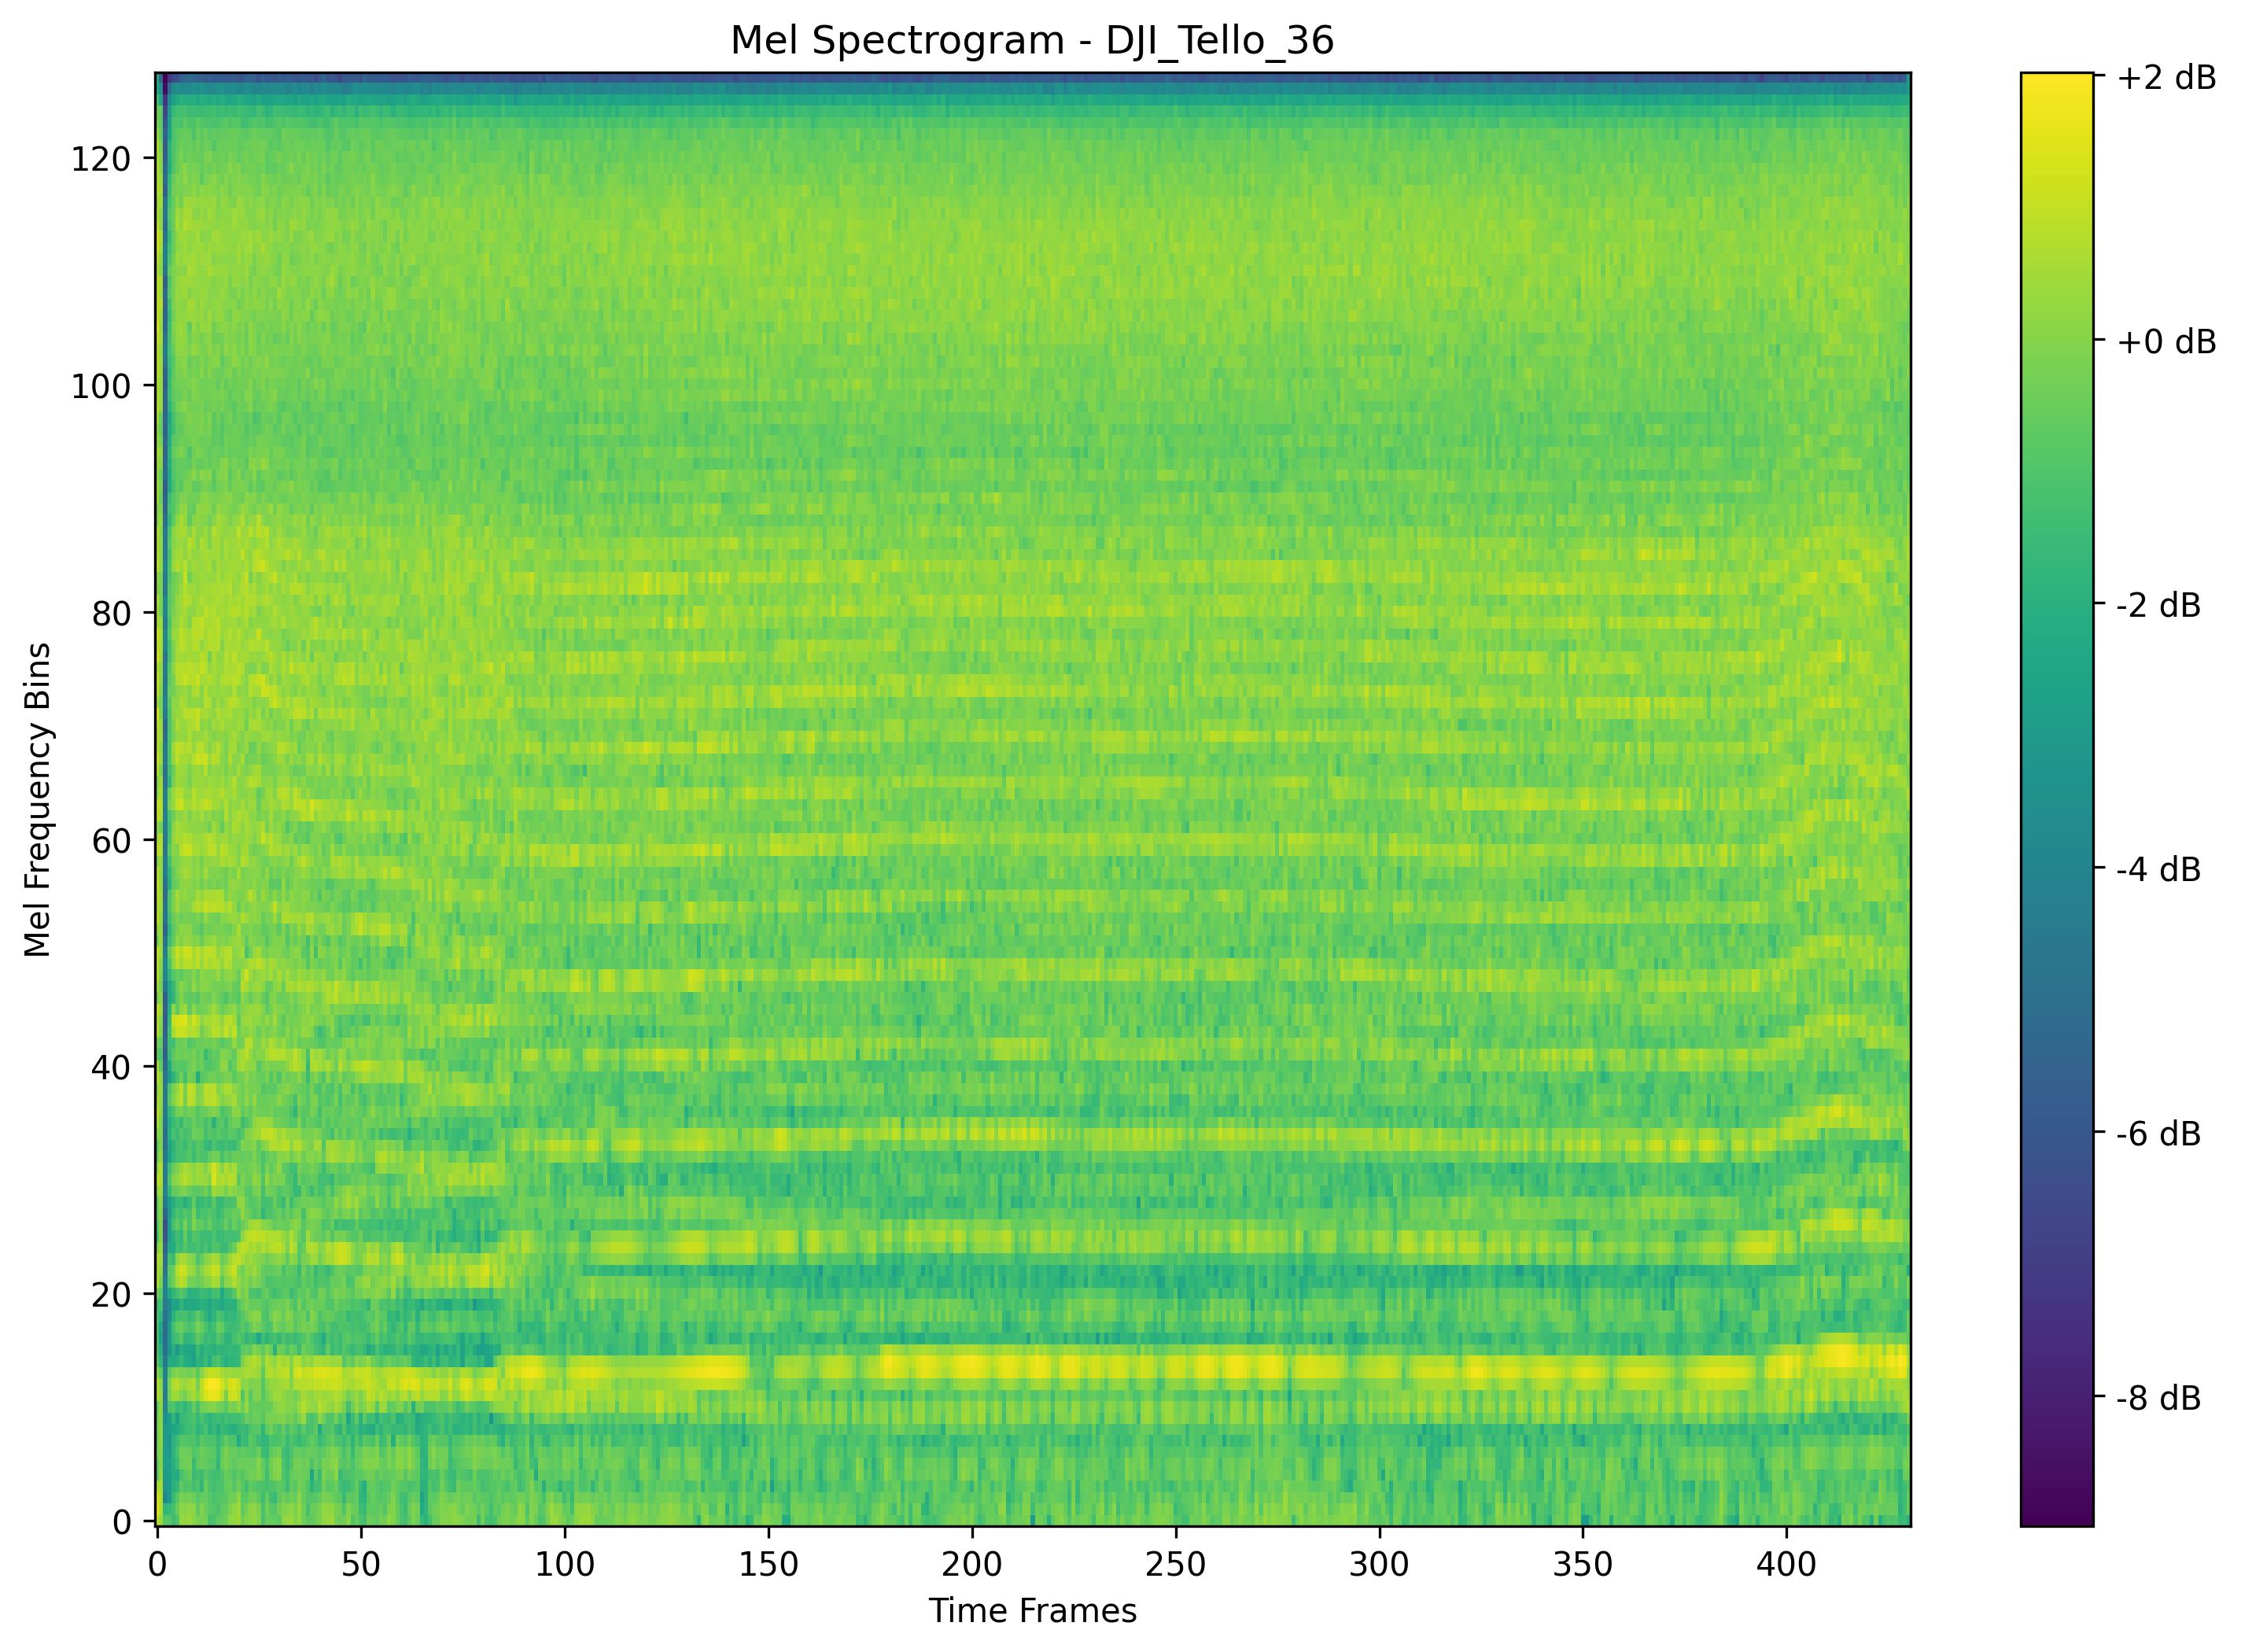 Mel Spectrogram - DJI_Tello_36
+2 dB
+0 dB
-2 dB
-4 dB
-6 dB
-8 dB
120
100
80
60
40
20
0
Mel Frequency Bins
0 50 100 150 200 250 300 350 400
Time Frames